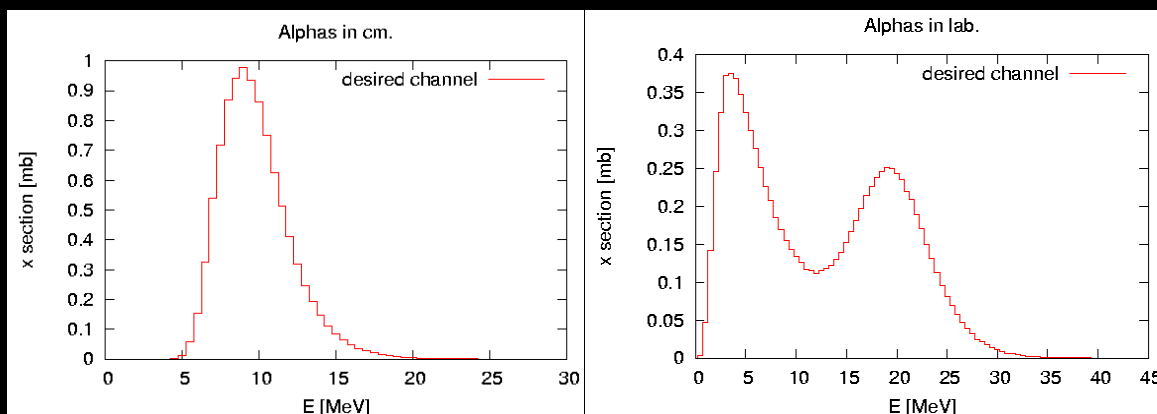 Alphas in cm.
desired channel
x section [mb]
1
0.9
0.8
0.7
0.6
0.5
0.4
0.3
0.2
0.1
0
0 5 10 15 20 25 30
E [MeV]
Alphas in lab.
desired channel
x section [mb]
0.4
0.35
0.3
0.25
0.2
0.15
0.1
0.05
0
0 5 10 15 20 25 30 35 40 45
E [MeV]